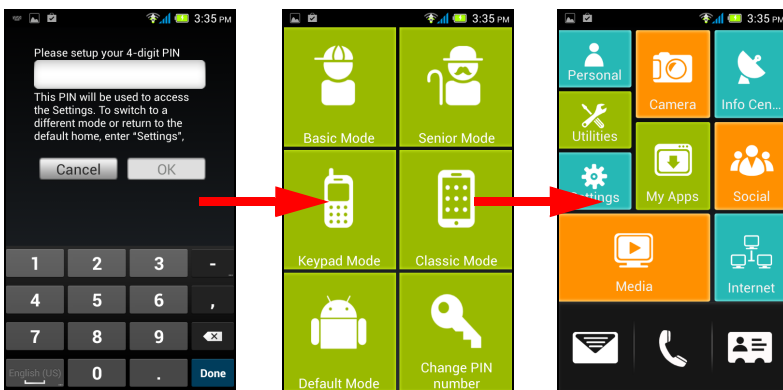 3:35 PM
Please setup your 4-digit PIN
This PIN will be used to access
the Settings. To switch to a
different mode or return to the
default home, enter “Settings”,
Cancel
OK
1 2 3 -
4 5 6 ,
7 8 9
English (US) 0 . Done
3:35 PM
Basic Mode
Senior Mode
Keypad Mode
Classic Mode
Default Mode
Change PIN
number
3:35 PM
Personal
Camera
Info Cen...
Utilities
Settings
My Apps
Social
Media
Internet